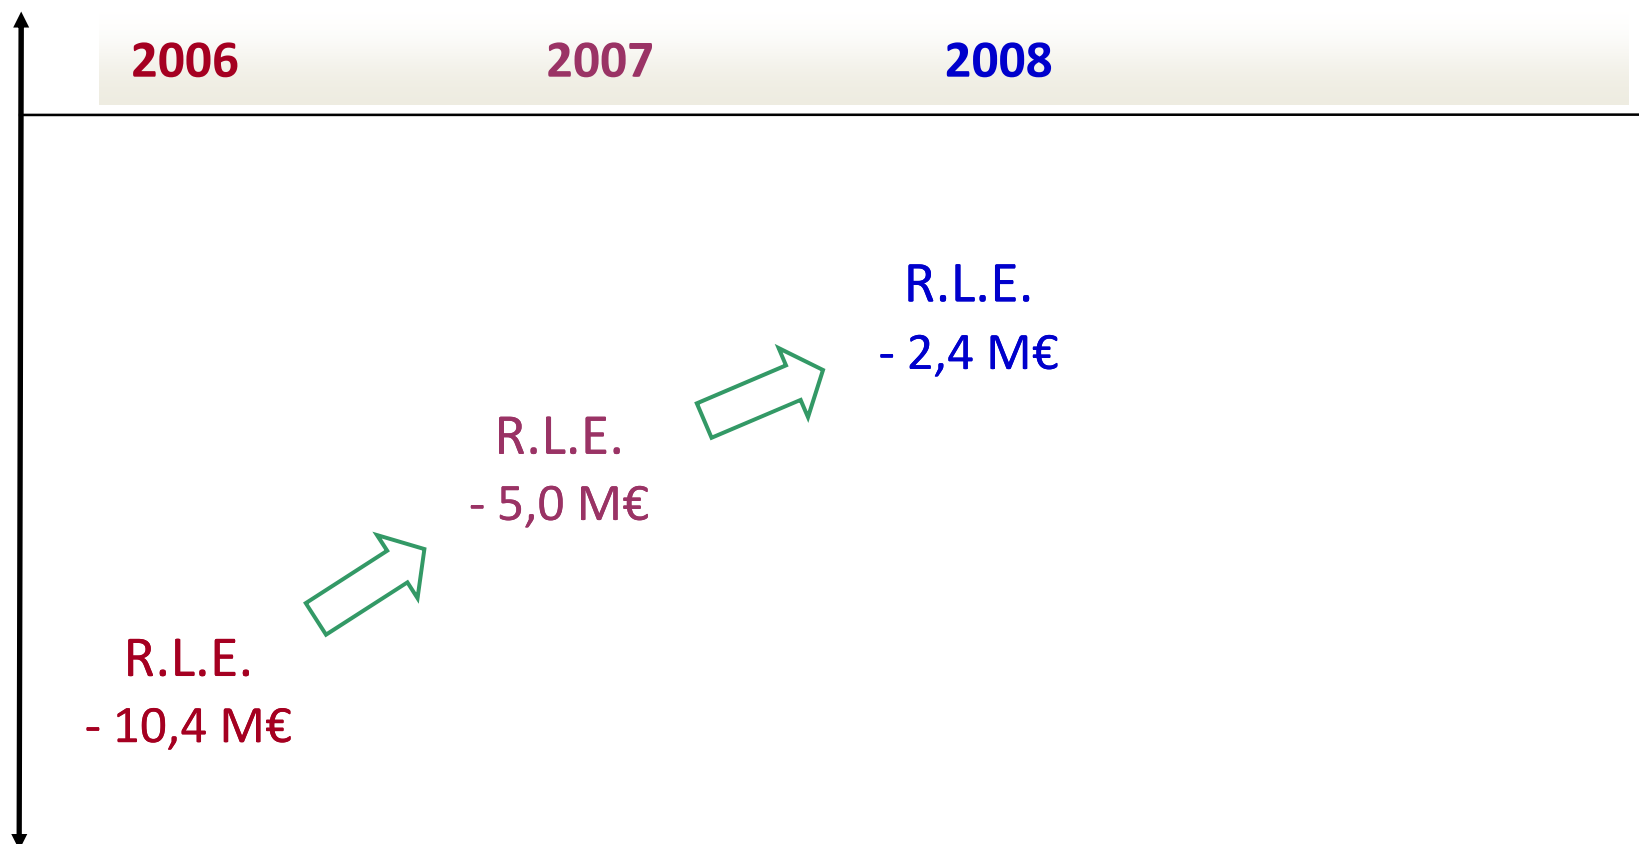 2006 2007 2008
R.L.E.
- 2,4 M€
R.L.E.
- 5,0 M€
R.L.E.
- 10,4 M€